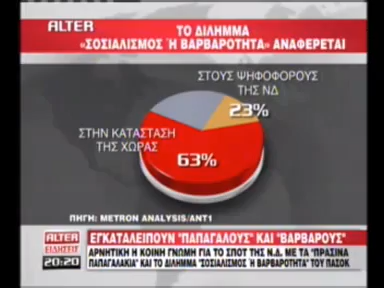 ALTER
ΤΟ ΔΙΛΗΜΜΑ
«ΣΟΣΙΑΛΙΣΜΟΣ Ή ΒΑΡΒΑΡΟΤΗΤΑ» ΑΝΑΦΕΡΕΤΑΙ
ΣΤΟΥΣ ΨΗΦΟΦΟΡΟΥΣ
ΤΗΣ ΝΔ
23%
ΣΤΗΝ ΚΑΤΑΣΤΑΣΗ
ΤΗΣ ΧΩΡΑΣ
63%
ΠΗΓΗ: METRON ANALYSIS/ΑΝΤ1
ALTER
ΕΙΔΗΣΕΙΣ
20:20
ΕΓΚΑΤΑΛΕΙΠΟΥΝ "ΠΑΠΑΓΑΛΟΥΣ" ΚΑΙ "ΒΑΡΒΑΡΟΥΣ"
ΑΡΝΗΤΙΚΗ Η ΚΟΙΝΗ ΓΝΩΜΗ ΓΙΑ ΤΟ ΣΠΟΤ ΤΗΣ Ν.Δ. ΜΕ ΤΑ "ΠΡΑΣΙΝΑ
ΠΑΠΑΓΑΛΑΚΙΑ" ΚΑΙ ΤΟ ΔΙΛΗΜΜΑ "ΣΟΣΙΑΛΙΣΜΟΣ Ή ΒΑΡΒΑΡΟΤΗΤΑ" ΤΟΥ ΠΑΣΟΚ